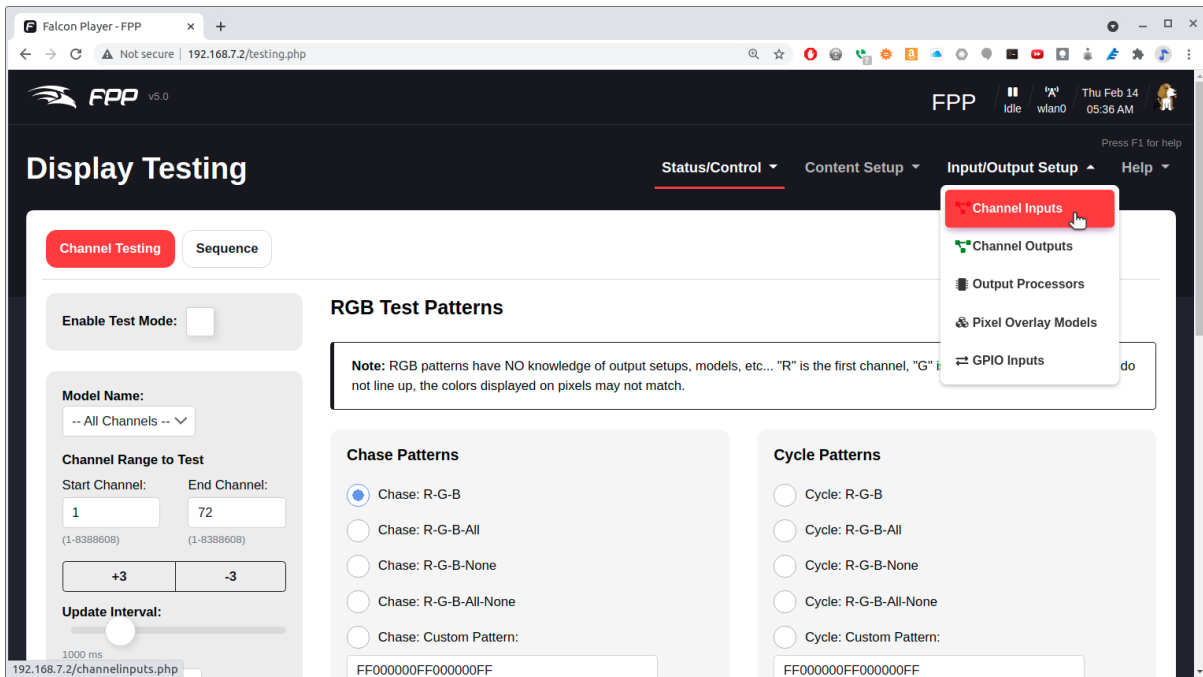 Falcon Player - FPP
Not secure | 192.168.7.2/testing.php
FPP v5.0
FPP
Idle
wlan0
Thu Feb 14
05:36 AM
Press F1 for help
Display Testing
Status/Control
Content Setup
Input/Output Setup
Help
Channel Inputs
Channel Outputs
Output Processors
Pixel Overlay Models
GPIO Inputs
Channel Testing
Sequence
Enable Test Mode:
RGB Test Patterns
Note: RGB patterns have NO knowledge of output setups, models, etc... "R" is the first channel, "G" do
not line up, the colors displayed on pixels may not match.
Model Name:
-- All Channels --
Channel Range to Test
Start Channel:
End Channel:
1
72
(1-8388608)
(1-8388608)
+3
-3
Update Interval:
1000 ms
Chase Patterns
Chase: R-G-B
Chase: R-G-B-All
Chase: R-G-B-None
Chase: R-G-B-All-None
Chase: Custom Pattern:
FF000000FF000000FF
Cycle Patterns
Cycle: R-G-B
Cycle: R-G-B-All
Cycle: R-G-B-None
Cycle: R-G-B-All-None
Cycle: Custom Pattern:
FF000000FF000000FF
192.168.7.2/channelinputs.php